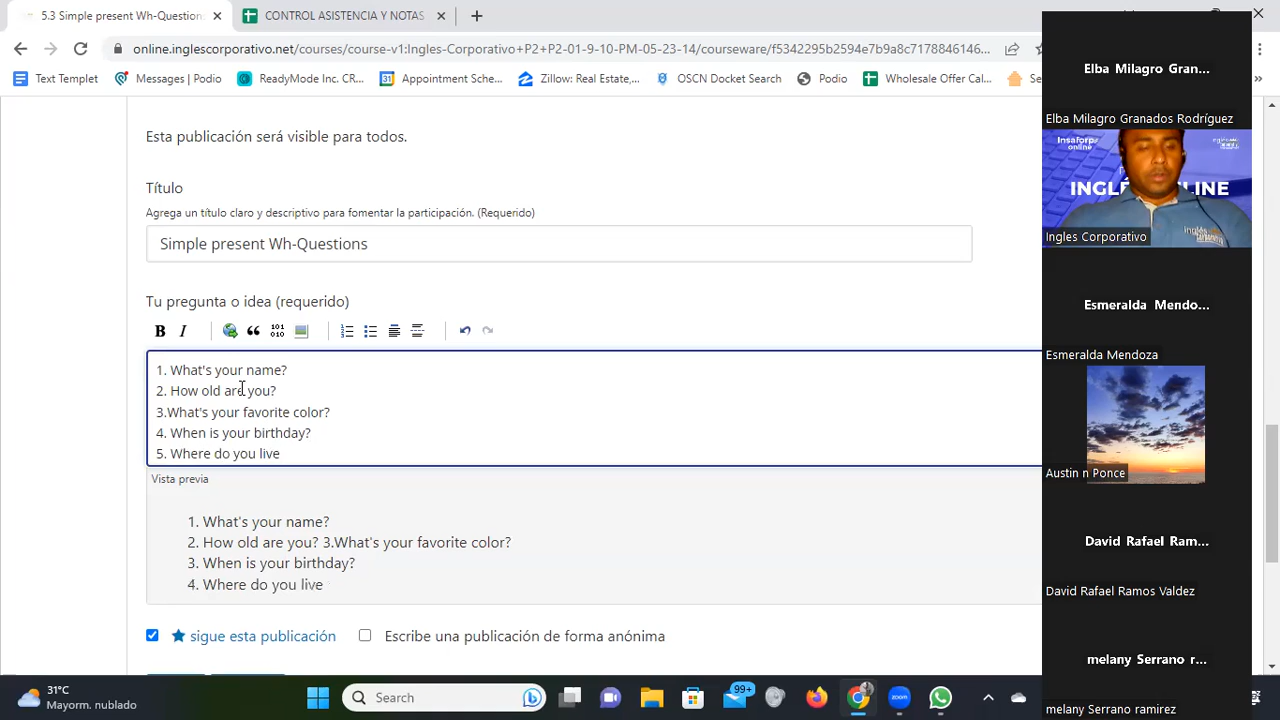 5.3 Simple present Wh-Question
CONTROL ASISTENCIA Y NOTAS
online.inglescorporativo.net/courses/course-v1:Ingles-Corporativo+P2+P2-01-9-10-PM-05-23-14/courseware/f5342295b2594e7b9a8c7178846146...
Text Templet
Messages | Podio
ReadyMode Inc. CR...
Appointment Sche...
Zillow: Real Estate,...
OSCN Docket Search
Podio
Wholesale Offer Cal...
Se
Esta publicación será visible para todos.
Título
Agrega un título claro y descriptivo para fomentar la participación. (Requerido)
Simple present Wh-Questions
Tu pregunta o idea (requerido)
B I
1. What's your name?
2. How old are you?
3.What's your favorite color?
4. When is your birthday?
5. Where do you live
Vista previa
1. What's your name?
2. How old are you? 3.What's your favorite color?
3. When is your birthday?
4. Where do you live
sigue esta publicación
Escribe una publicación de forma anónima
31°C
Mayorm. nublado
Search
99+
zoom
Elba Milagro Gran...
Elba Milagro Granados Rodríguez
Insaforp
online
INGLÉ
LINE
Ingles Corporativo
Esmeralda Mendo...
Esmeralda Mendoza
Austin n Ponce
David Rafael Ram...
David Rafael Ramos Valdez
melany Serrano r...
melany Serrano ramirez